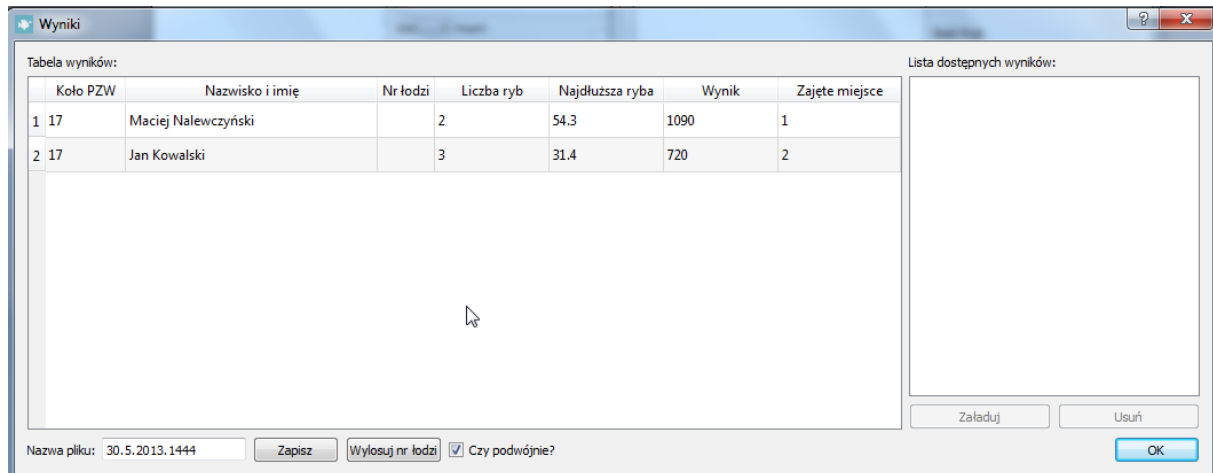 Wyniki
Tabela wyników:
Lista dostępnych wyników:
Koło PZW Nazwisko i imię Nr łodzi Liczba ryb Najdłuższa ryba Wynik Zajęte miejsce
1 17 Maciej Nalewczyński 2 54.3 1090 1
2 17 Jan Kowalski 3 31.4 720 2
Załaduj Usuń
Nazwa pliku: 30.5.2013.1444 Zapisz Wylosuj nr łodzi Czy podwójnie? OK